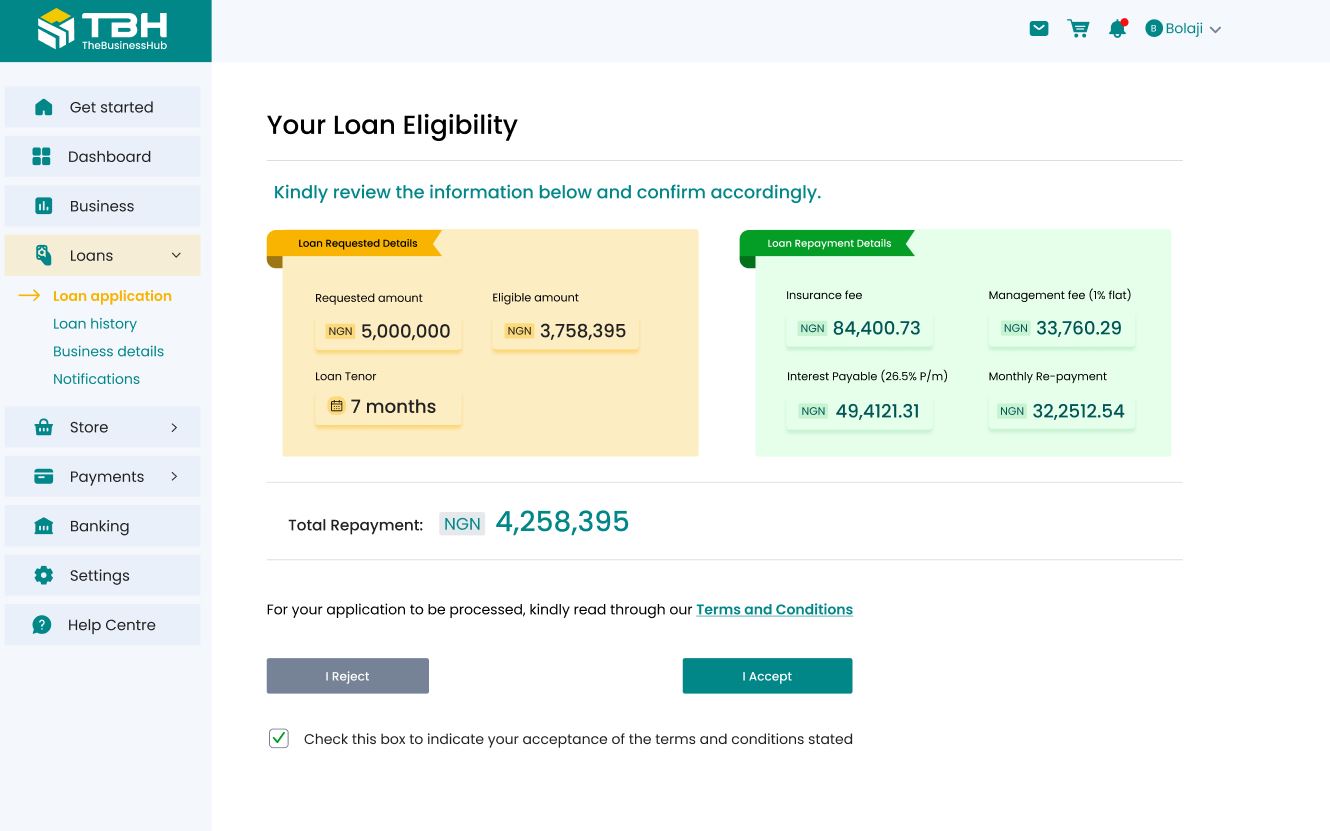 TBH
TheBusinessHub
B Bolaji
Get started
Dashboard
Business
Loans
Loan application
Loan history
Business details
Notifications
Store
Payments
Banking
Settings
? Help Centre
Your Loan Eligibility
Kindly review the information below and confirm accordingly.
Loan Requested Details
Requested amount
NGN 5,000,000
Eligible amount
NGN 3,758,395
Loan Tenor
7 months
Loan Repayment Details
Insurance fee
NGN 84,400.73
Management fee (1% flat)
NGN 33,760.29
Interest Payable (26.5% P/m)
NGN 49,4121.31
Monthly Re-payment
NGN 32,2512.54
Total Repayment: NGN 4,258,395
For your application to be processed, kindly read through our Terms and Conditions
I Reject
I Accept
Check this box to indicate your acceptance of the terms and conditions stated